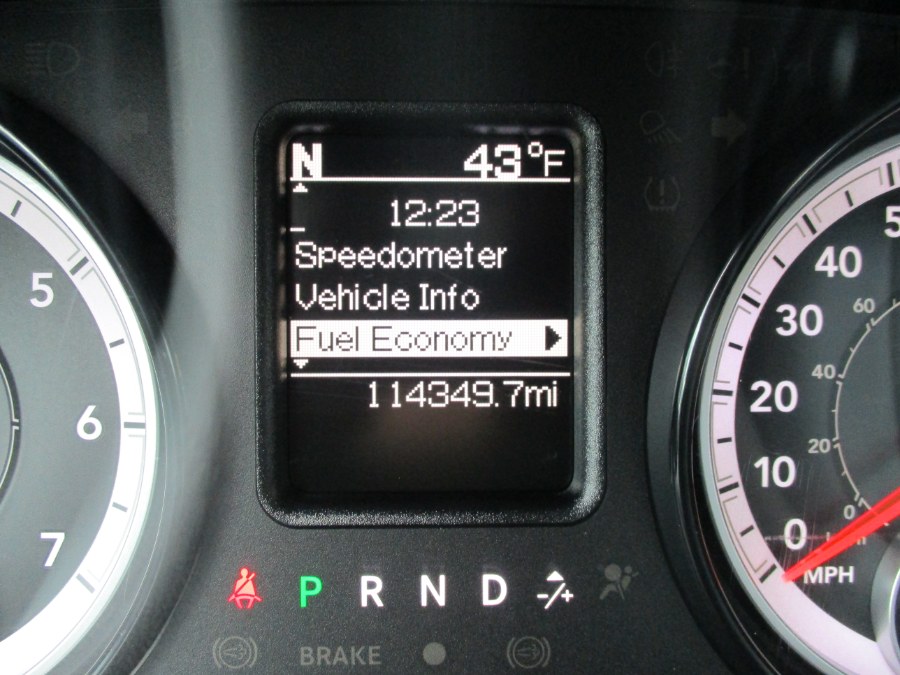 N 43°F
12:23
Speedometer
Vehicle Info
Fuel Economy
114349.7mi
5
6
7
5
40
30
20
10
0
MPH
60
40
20
0
P R N D -/+
BRAKE